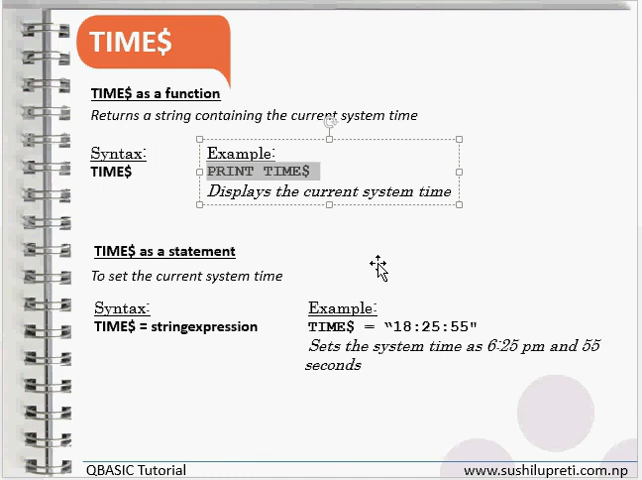 TIME$
TIME$ as a function
Returns a string containing the current system time
Syntax:
TIME$
Example:
PRINT TIME$
Displays the current system time
TIME$ as a statement
To set the current system time
Syntax:
TIME$ = stringexpression
Example:
TIME$ = “18:25:55"
Sets the system time as 6:25 pm and 55
seconds
QBASIC Tutorial
www.sushilupreti.com.np